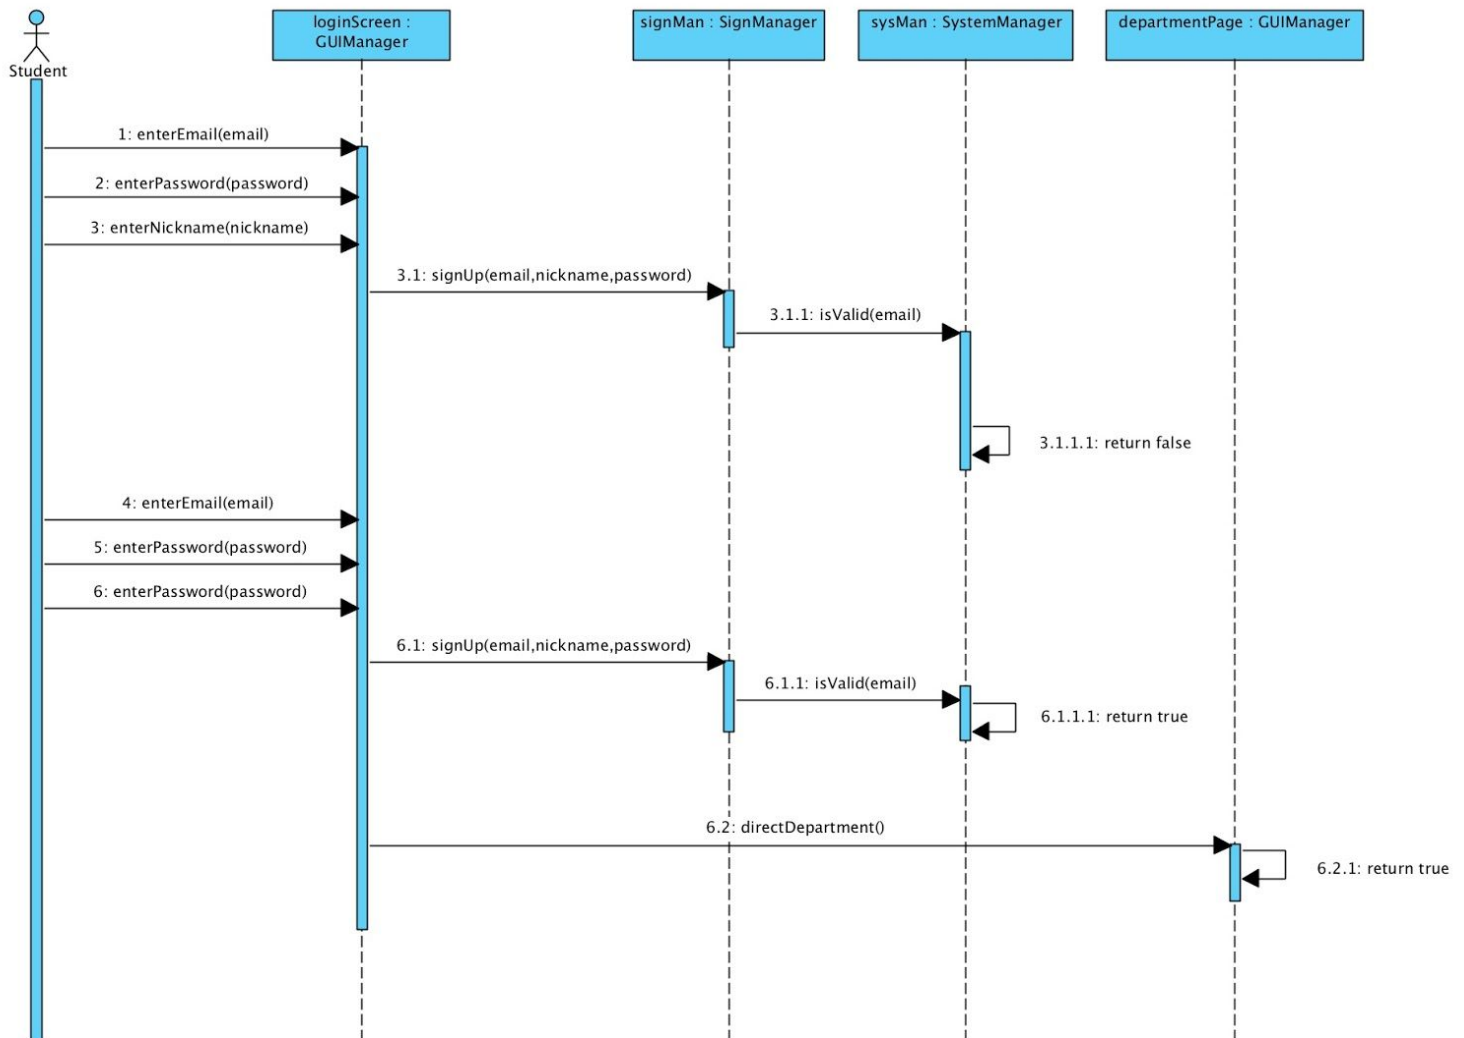 Student
loginScreen :
GUIManager
signMan : SignManager
sysMan : SystemManager
departmentPage : GUIManager
1: enterEmail(email)
2: enterPassword(password)
3: enterNickname(nickname)
3.1: signUp(email,nickname,password)
3.1.1: isValid(email)
3.1.1.1: return false
4: enterEmail(email)
5: enterPassword(password)
6: enterPassword(password)
6.1: signUp(email,nickname,password)
6.1.1: isValid(email)
6.1.1.1: return true
6.2: directDepartment()
6.2.1: return true